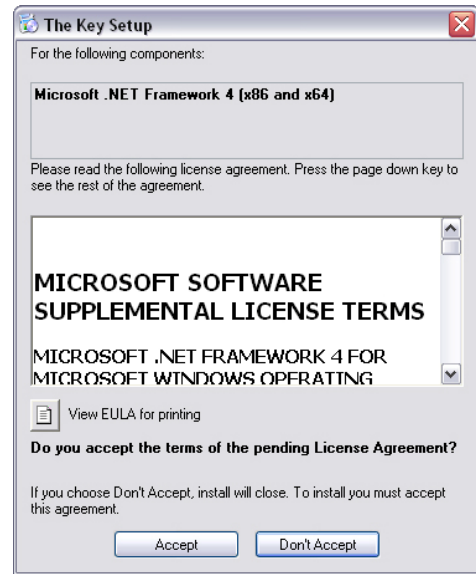 The Key Setup
For the following components:
Microsoft .NET Framework 4 (x86 and x64)
Please read the following license agreement. Press the page down key to
see the rest of the agreement.
MICROSOFT SOFTWARE
SUPPLEMENTAL LICENSE TERMS
MICROSOFT .NET FRAMEWORK 4 FOR
MICROSOFT WINDOWS OPERATING
View EULA for printing
Do you accept the terms of the pending License Agreement?
If you choose Don't Accept, install will close. To install you must accept
this agreement.
Accept
Don't Accept